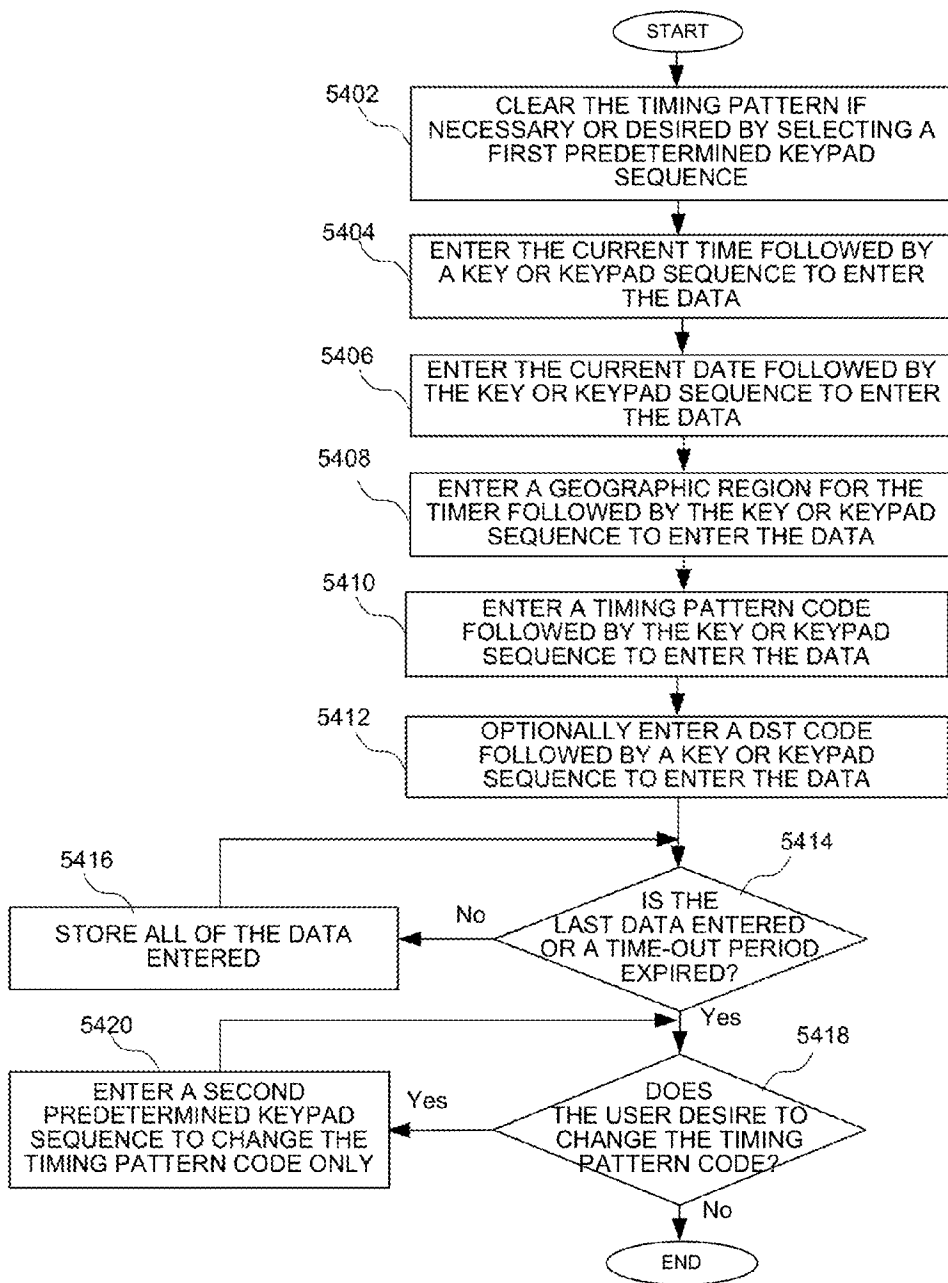 START
5402
CLEAR THE TIMING PATTERN IF
NECESSARY OR DESIRED BY SELECTING A
FIRST PREDETERMINED KEYPAD
SEQUENCE
5404
ENTER THE CURRENT TIME FOLLOWED BY
A KEY OR KEYPAD SEQUENCE TO ENTER
THE DATA
5406
ENTER THE CURRENT DATE FOLLOWED BY
THE KEY OR KEYPAD SEQUENCE TO ENTER
THE DATA
5408
ENTER A GEOGRAPHIC REGION FOR THE
TIMER FOLLOWED BY THE KEY OR KEYPAD
SEQUENCE TO ENTER THE DATA
5410
ENTER A TIMING PATTERN CODE
FOLLOWED BY THE KEY OR KEYPAD
SEQUENCE TO ENTER THE DATA
5412
OPTIONALLY ENTER A DST CODE
FOLLOWED BY A KEY OR KEYPAD
SEQUENCE TO ENTER THE DATA
5414
IS THE
LAST DATA ENTERED
OR A TIME-OUT PERIOD
EXPIRED?
No
5416
STORE ALL OF THE DATA
ENTERED
Yes
5418
DOES
THE USER DESIRE TO
CHANGE THE TIMING
PATTERN CODE?
Yes
5420
ENTER A SECOND
PREDETERMINED KEYPAD
SEQUENCE TO CHANGE THE
TIMING PATTERN CODE ONLY
No
END